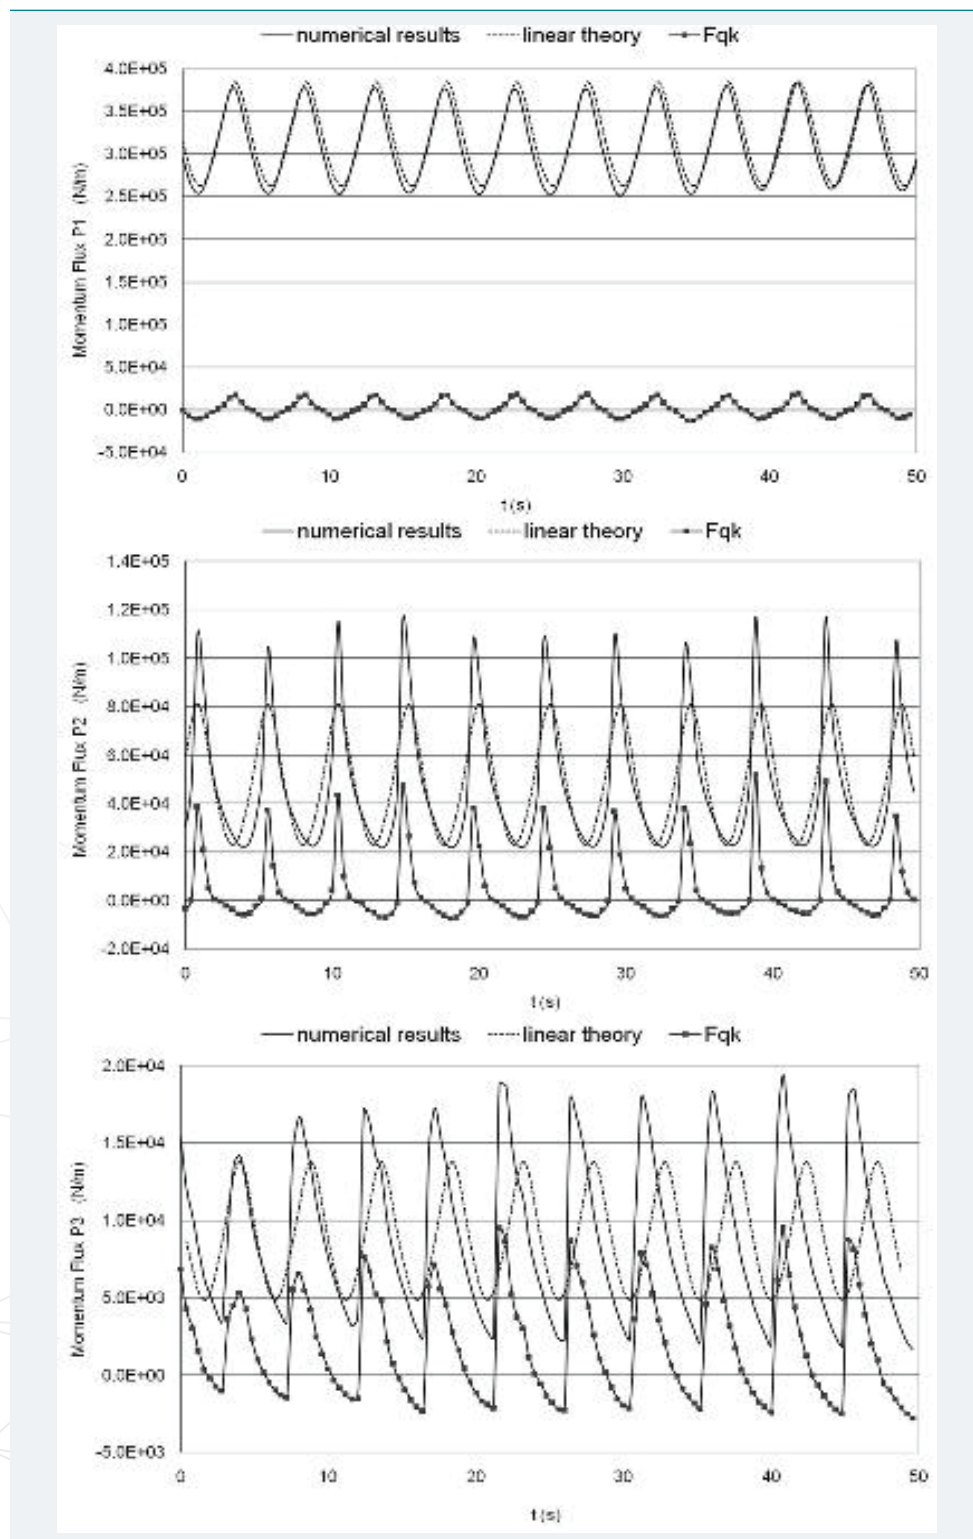 numerical results linear theory Fqk
4.0E+05
3.5E+05
3.0E+05
2.5E+05
2.0E+05
1.5E+05
1.0E+05
5.0E+04
0.0E+00
-5.0E+04
Momentum Flux P1 (N/m)
0 10 20 30 40 50
t (s)
numerical results linear theory Fqk
1.4E+05
1.2E+05
1.0E+05
8.0E+04
6.0E+04
4.0E+04
2.0E+04
0.0E+00
-2.0E+04
Momentum Flux P2 (N/m)
0 10 20 30 40 50
t (s)
numerical results linear theory Fqk
2.0E+04
1.5E+04
1.0E+04
5.0E+03
0.0E+00
-5.0E+03
Momentum Flux P3 (N/m)
0 10 20 30 40 50
t (s)